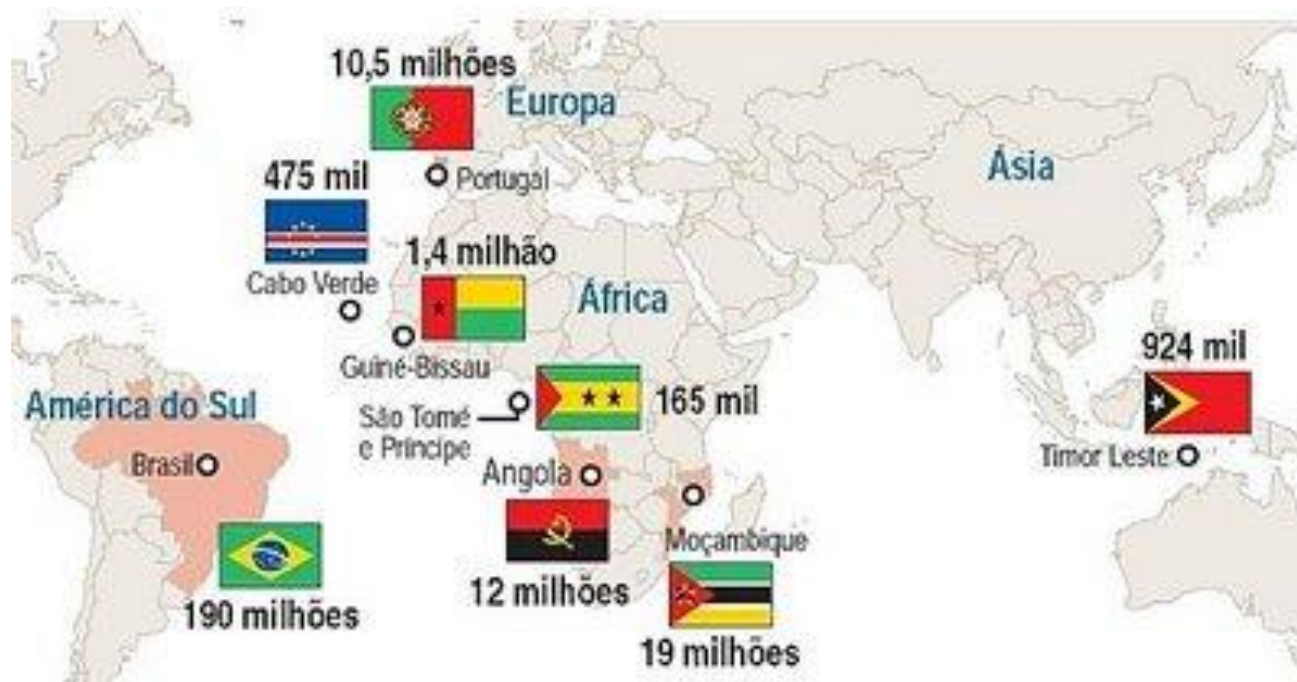 10,5 milhões
Europa
Portugal
Ásia
475 mil
Cabo Verde
1,4 milhão
Guiné-Bissau
África
São Tomé
e Príncipe
165 mil
924 mil
Timor Leste
América do Sul
Brasil
190 milhões
Angola
12 milhões
Moçambique
19 milhões